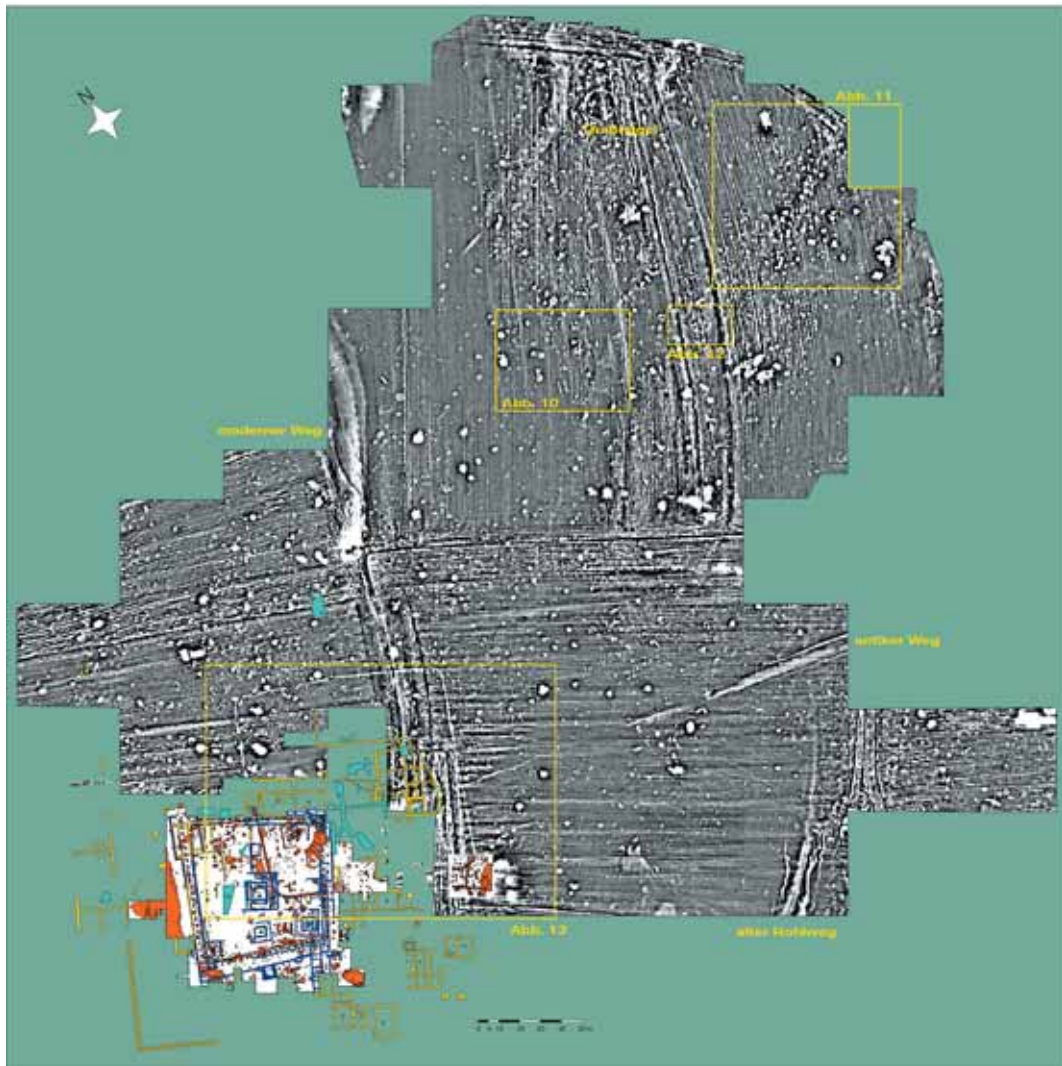 N
Abb. 11
Abb. 12
Abb. 10
moderner Weg
antiker Weg
Abb. 13
alter Hohlweg